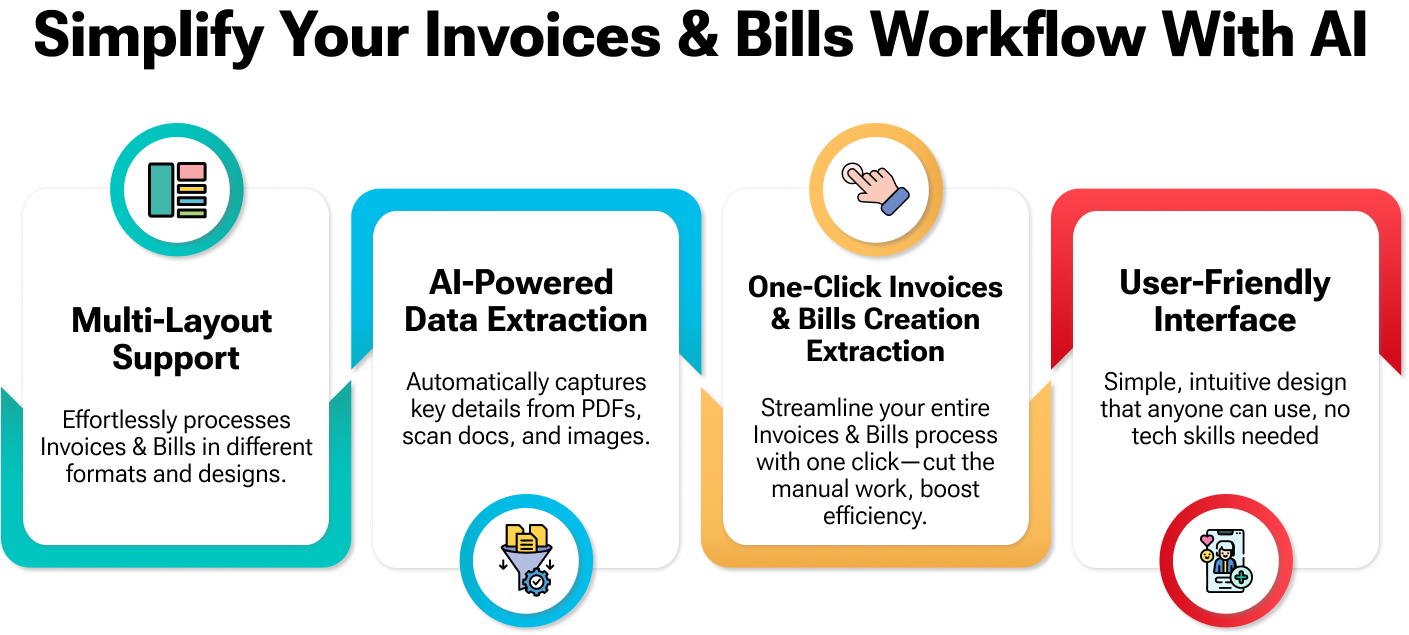 Simplify Your Invoices & Bills Workflow With AI
Multi-Layout
Support
Effortlessly processes
Invoices & Bills in different
formats and designs.
AI-Powered
Data Extraction
Automatically captures
key details from PDFs,
scan docs, and images.
One-Click Invoices
& Bills Creation
Extraction
Streamline your entire
Invoices & Bills process
with one click—cut the
manual work, boost
efficiency.
User-Friendly
Interface
Simple, intuitive design
that anyone can use, no
tech skills needed